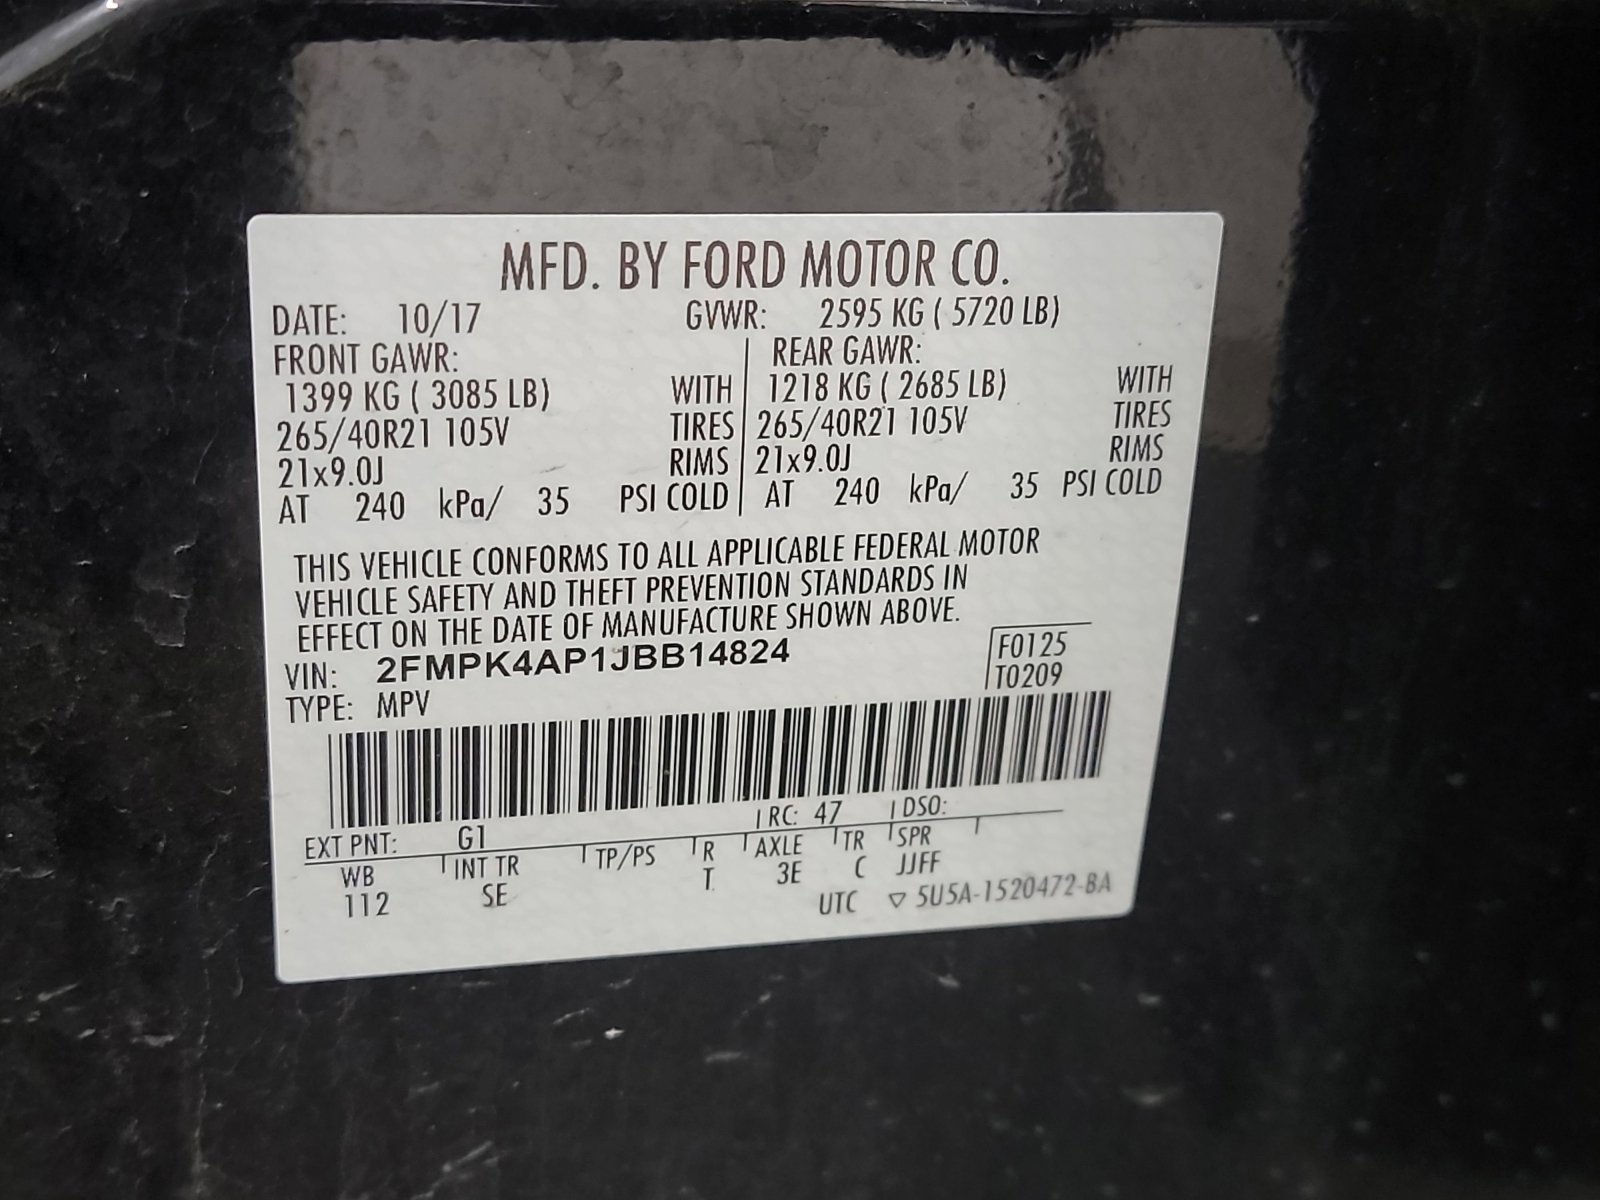 MFD. BY FORD MOTOR CO.
DATE: 10/17 GVWR: 2595 KG ( 5720 LB)
FRONT GAWR: REAR GAWR:
1399 KG ( 3085 LB) WITH 1218 KG ( 2685 LB) WITH
265/40R21 105V TIRES 265/40R21 105V TIRES
21x9.0J RIMS 21x9.0J RIMS
AT 240 kPa/ 35 PSI COLD AT 240 kPa/ 35 PSI COLD
THIS VEHICLE CONFORMS TO ALL APPLICABLE FEDERAL MOTOR
VEHICLE SAFETY AND THEFT PREVENTION STANDARDS IN
EFFECT ON THE DATE OF MANUFACTURE SHOWN ABOVE.
VIN: 2FMPK4AP1JBB14824 F0125
TYPE: MPV T0209
EXT PNT: G1 RC: 47 DSO:
WB INT TR TP/PS R AXLE TR SPR
112 SE T 3E C JJFF
UTC ▽ 5U5A-1520472-BA